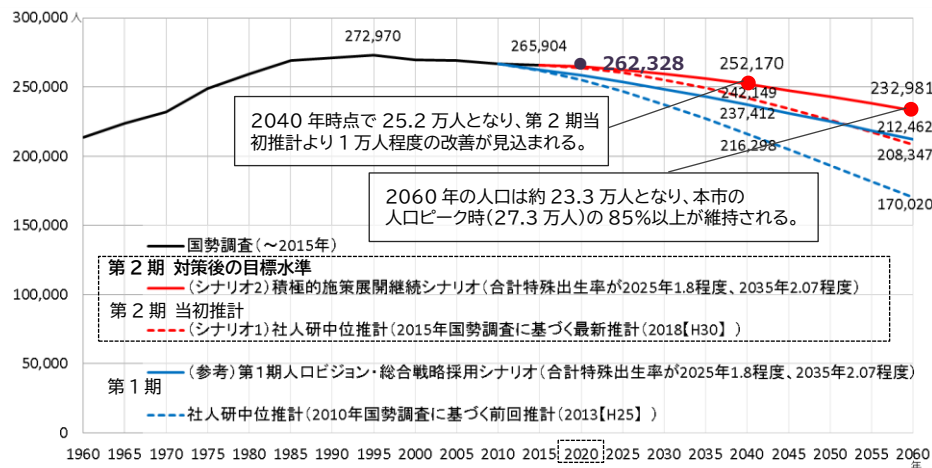 300,000 人
272,970
265,904
262,328
252,170
250,000
242,149
232,981
2040 年時点で 25.2 万人となり、第 2 期当
初推計より 1 万人程度の改善が見込まれる。
237,412
212,462
216,298
208,347
200,000
2060 年の人口は約 23.3 万人となり、本市の
人口ピーク時(27.3 万人)の 85%以上が維持される。
170,020
150,000
国勢調査(～2015年)
第2期 対策後の目標水準
(シナリオ2)積極的施策展開継続シナリオ(合計特殊出生率が2025年1.8程度、2035年2.07程度)
100,000
第2期 当初推計
(シナリオ1)社人研中位推計(2015年国勢調査に基づく最新推計(2018【H30】 )
50,000
(参考)第1期人口ビジョン・総合戦略採用シナリオ(合計特殊出生率が2025年1.8程度、2035年2.07程度)
第1期
社人研中位推計(2010年国勢調査に基づく前回推計(2013【H25】 )
0
1960 1965 1970 1975 1980 1985 1990 1995 2000 2005 2010 2015 2020 2025 2030 2035 2040 2045 2050 2055 2060
年